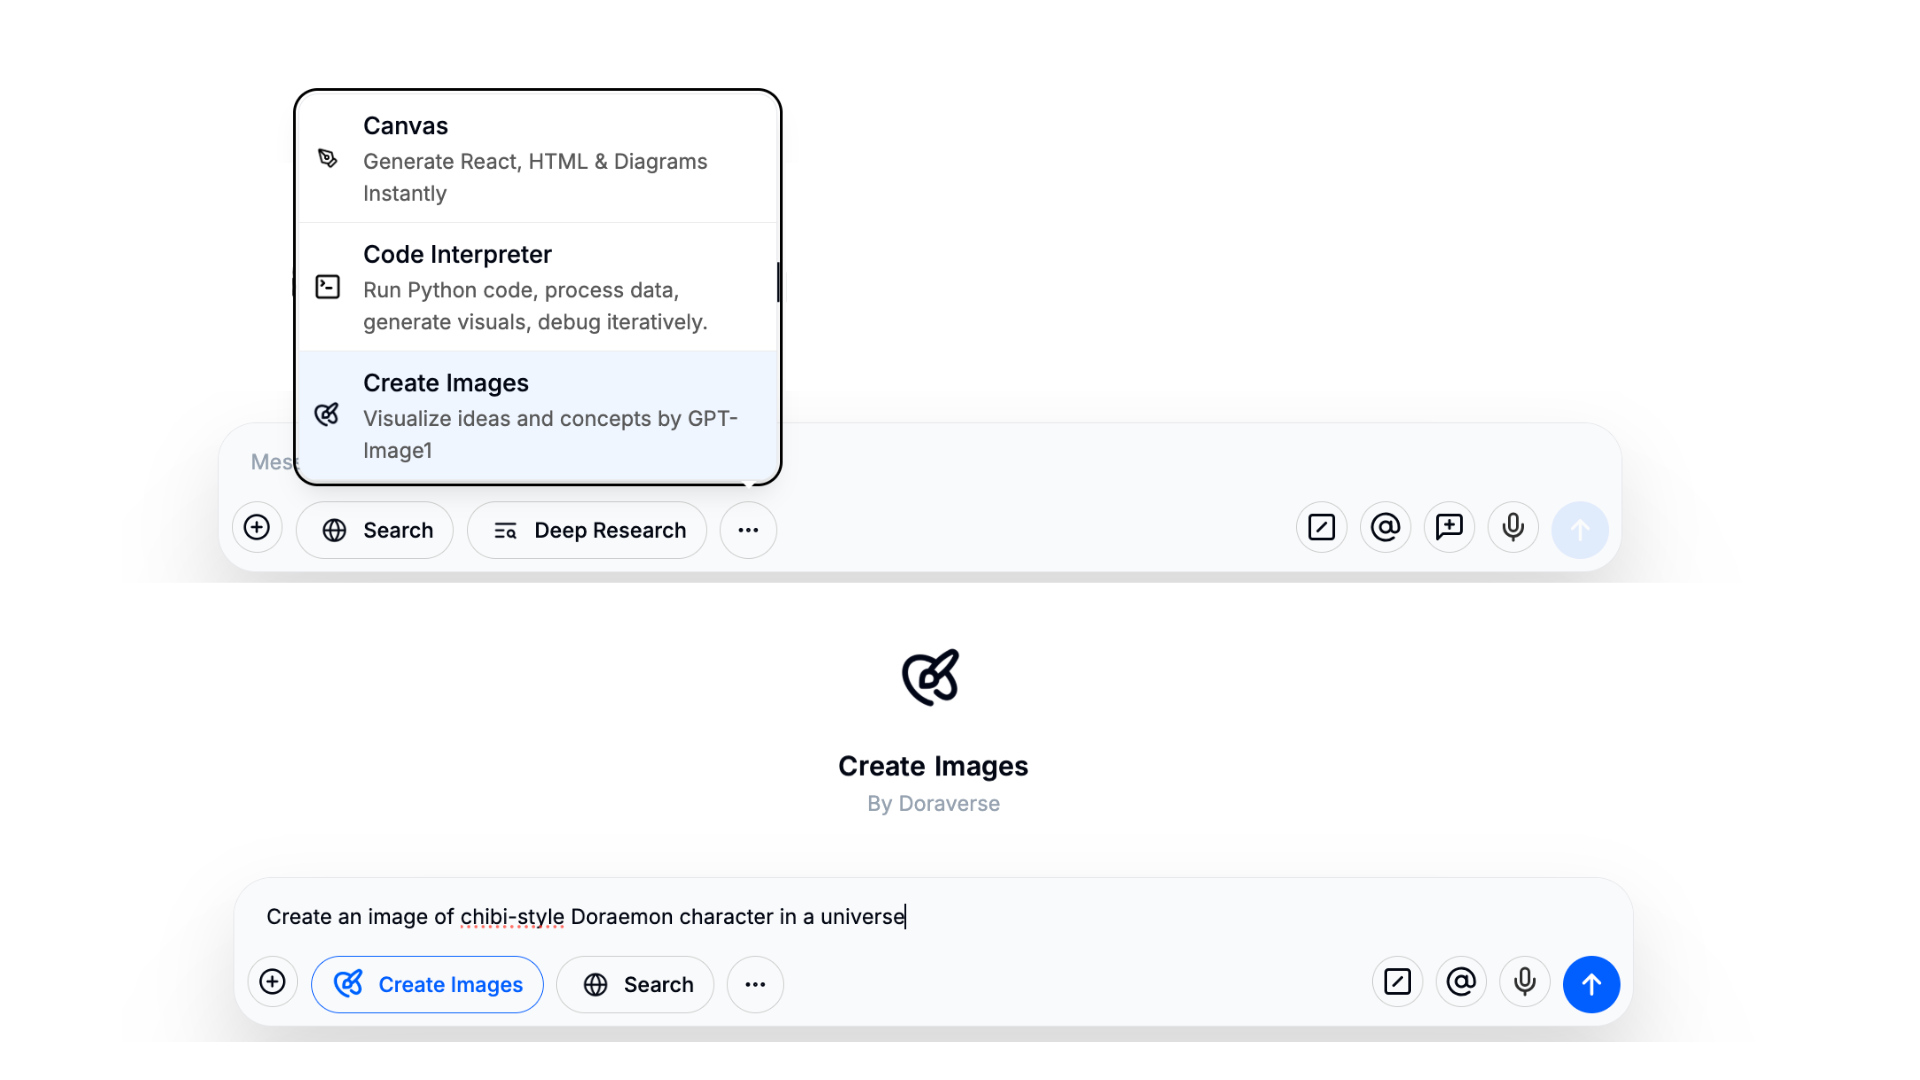 Canvas
Generate React, HTML & Diagrams
Instantly
Code Interpreter
Run Python code, process data,
generate visuals, debug iteratively.
Create Images
Visualize ideas and concepts by GPT-
Image1
Search
Deep Research
Create Images
By Doraverse
Create an image of chibi-style Doraemon character in a universe
Create Images
Search